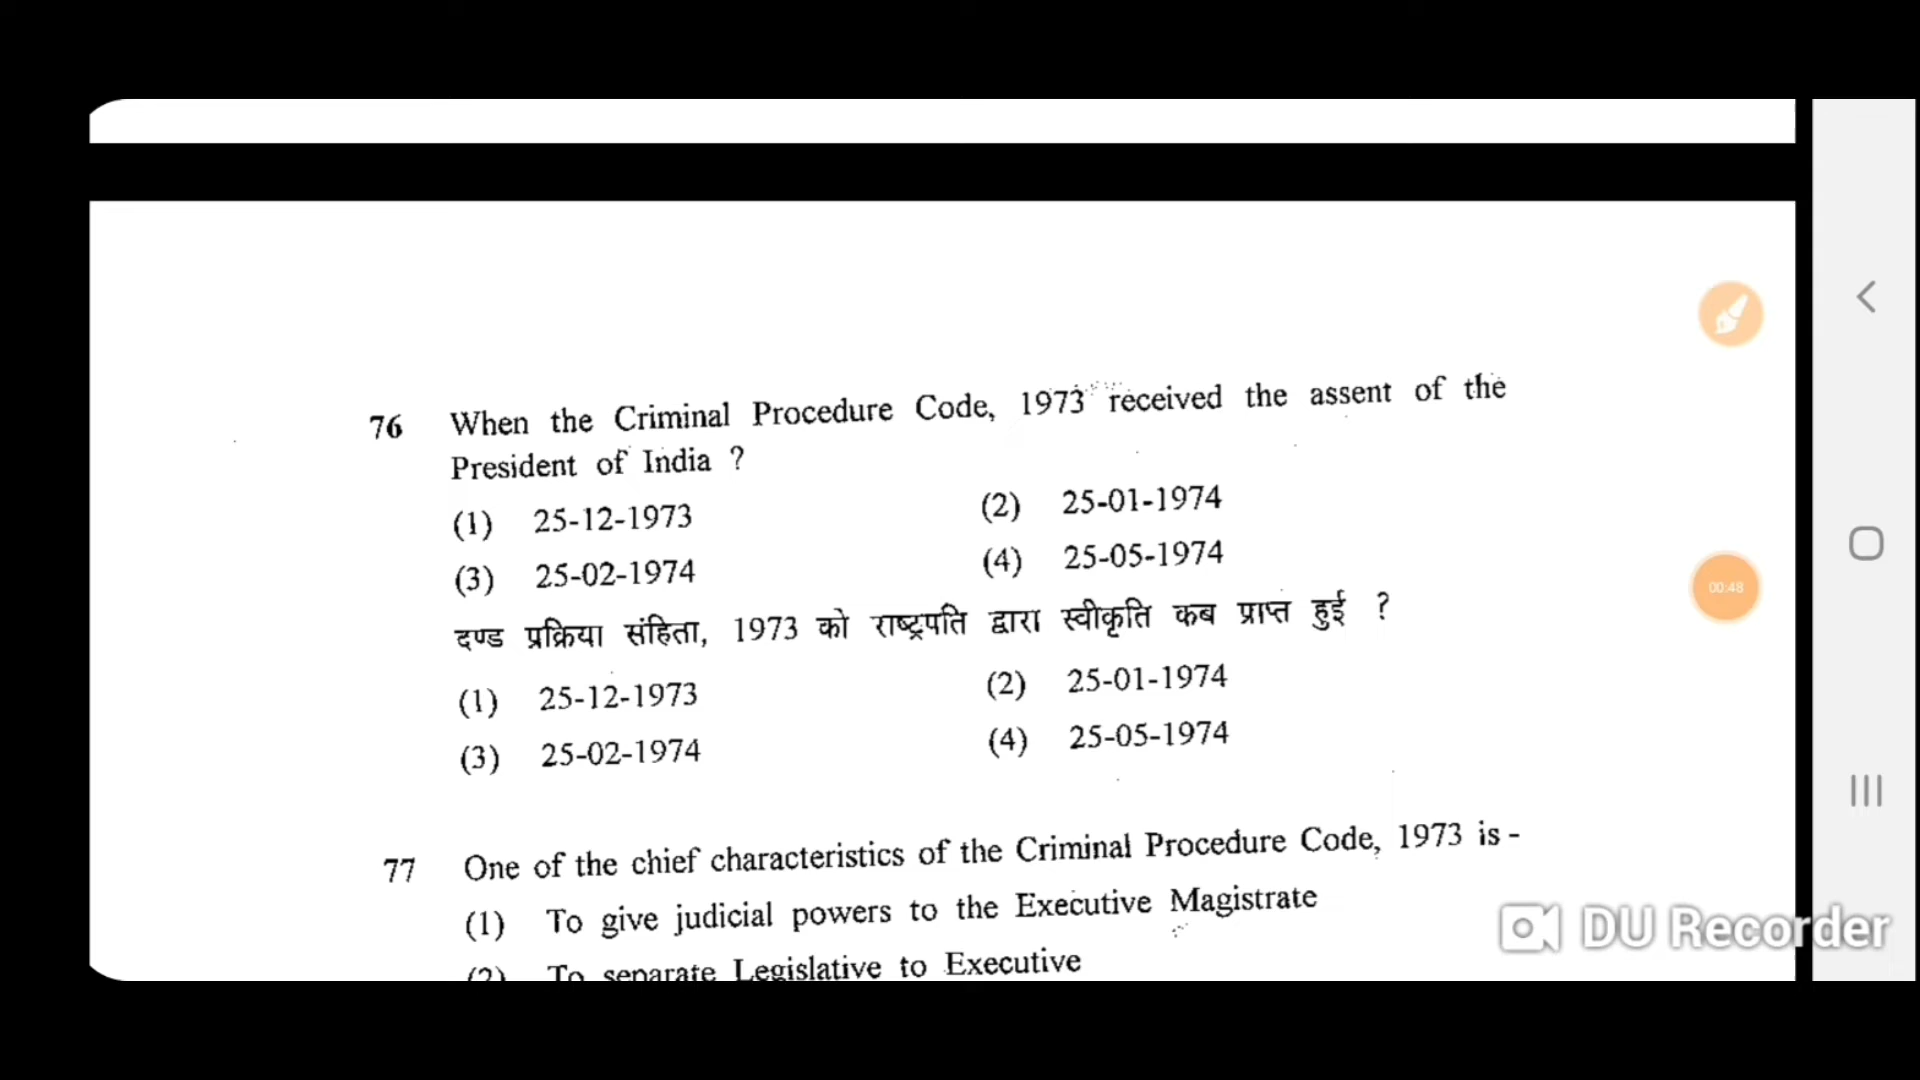 76 When the Criminal Procedure Code, 1973 received the assent of the
President of India ?
(1) 25-12-1973 (2) 25-01-1974
(3) 25-02-1974 (4) 25-05-1974
दण्ड प्रक्रिया संहिता, 1973 को राष्ट्रपति द्वारा स्वीकृति कब प्राप्त हुई ?
(1) 25-12-1973 (2) 25-01-1974
(3) 25-02-1974 (4) 25-05-1974
77 One of the chief characteristics of the Criminal Procedure Code, 1973 is -
(1) To give judicial powers to the Executive Magistrate
(2) To separate Legislative to Executive
00:48
DU Recorder